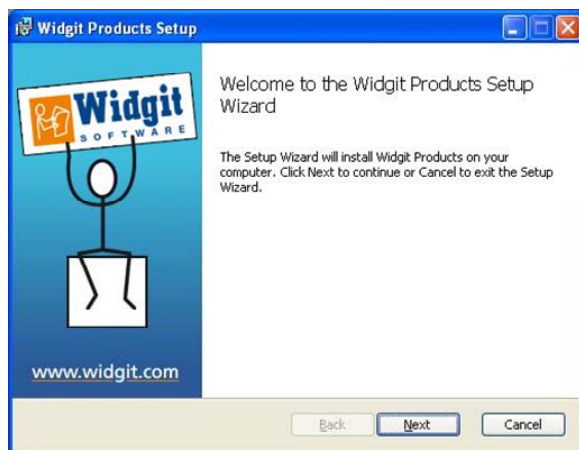 Widgit Products Setup
Widgit
SOFTWARE
Welcome to the Widgit Products Setup
Wizard
The Setup Wizard will install Widgit Products on your
computer. Click Next to continue or Cancel to exit the Setup
Wizard.
www.widgit.com
Back Next Cancel